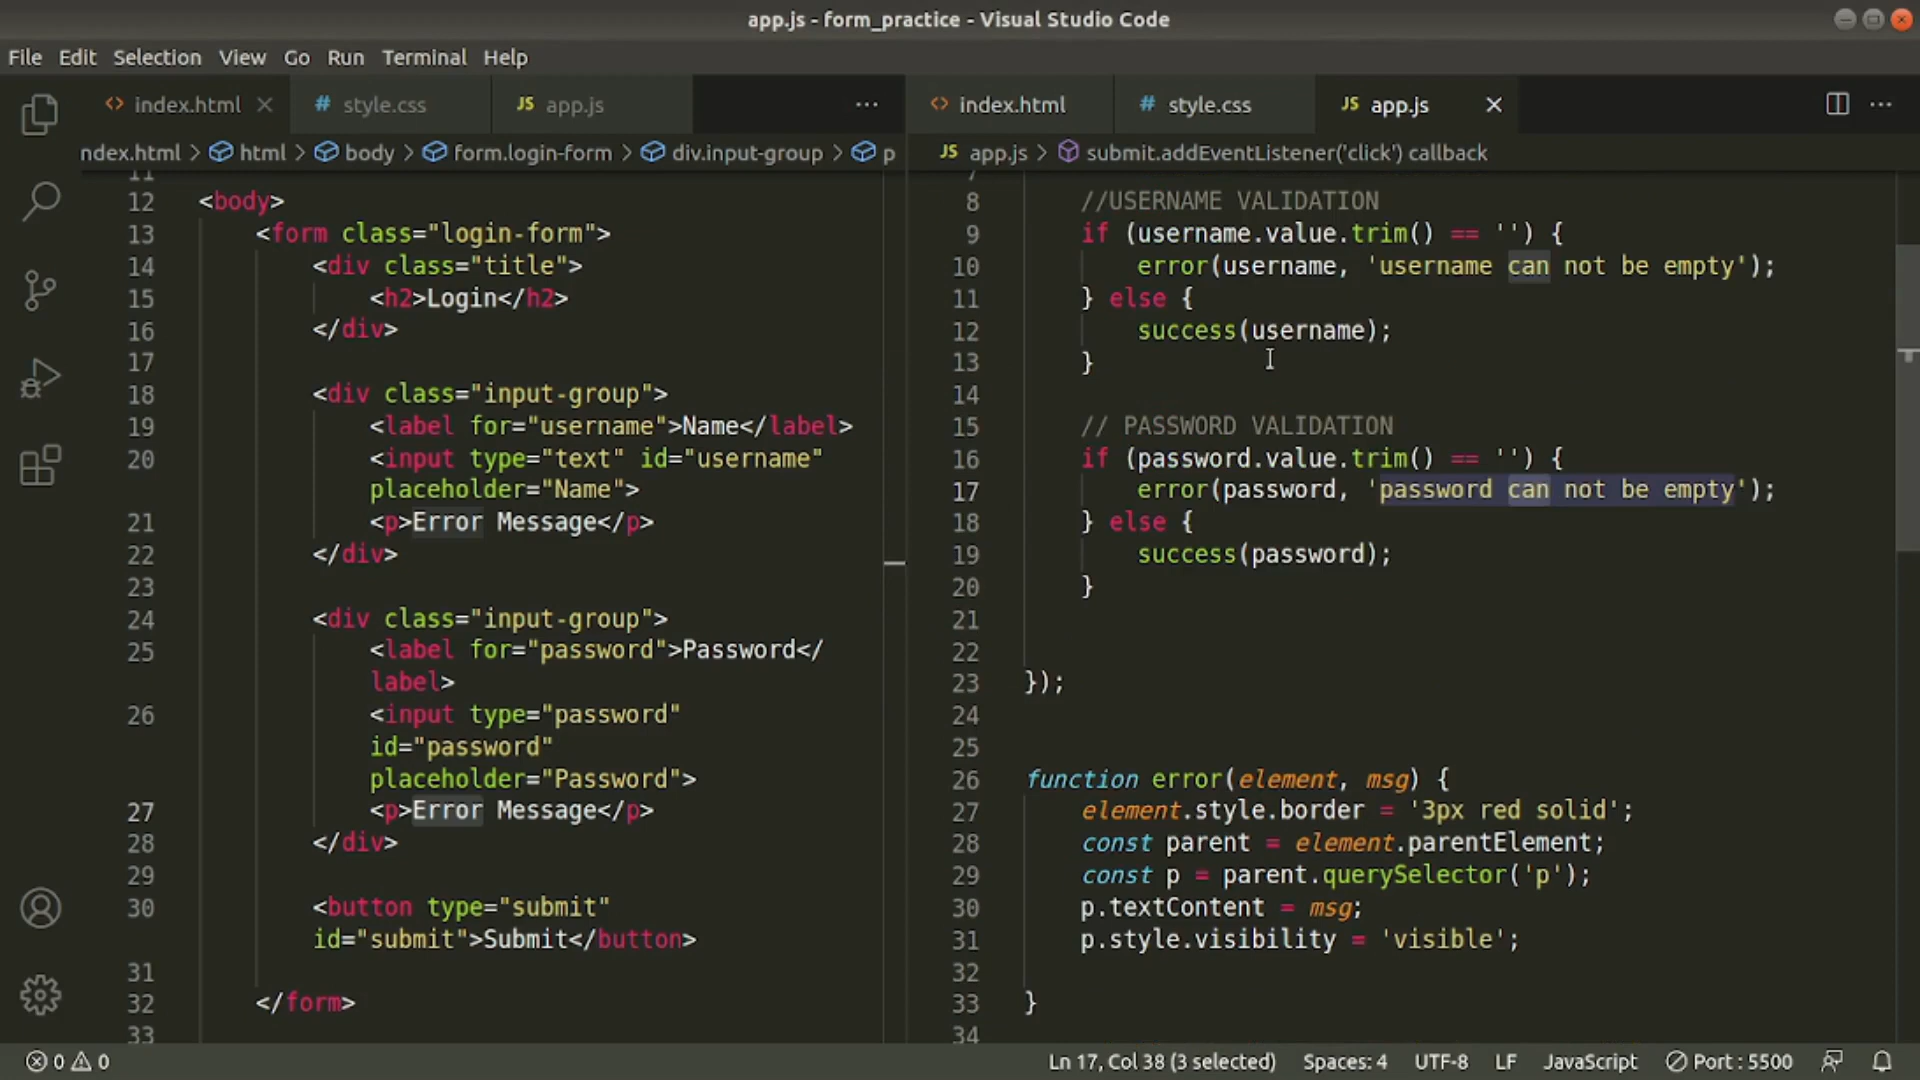 app.js - form_practice - Visual Studio Code
File Edit Selection View Go Run Terminal Help
<> index.html # style.css JS app.js ···
<> index.html # style.css JS app.js ···
ndex.html > html > body > form.login-form > div.input-group > p
JS app.js > submit.addEventListener('click') callback
11
12 <body>
13 <form class="login-form">
14 <div class="title">
15 <h2>Login</h2>
16 </div>
17
18 <div class="input-group">
19 <label for="username">Name</label>
20 <input type="text" id="username"
placeholder="Name">
21 <p>Error Message</p>
22 </div>
23
24 <div class="input-group">
25 <label for="password">Password</
label>
26 <input type="password"
id="password"
placeholder="Password">
27 <p>Error Message</p>
28 </div>
29
30 <button type="submit"
id="submit">Submit</button>
31
32 </form>
33
7
8 //USERNAME VALIDATION
9 if (username.value.trim() == '') {
10 error(username, 'username can not be empty');
11 } else {
12 success(username);
13 }
14
15 // PASSWORD VALIDATION
16 if (password.value.trim() == '') {
17 error(password, 'password can not be empty');
18 } else {
19 success(password);
20 }
21
22
23 });
24
25
26 function error(element, msg) {
27 element.style.border = '3px red solid';
28 const parent = element.parentElement;
29 const p = parent.querySelector('p');
30 p.textContent = msg;
31 p.style.visibility = 'visible';
32
33 }
34
0 0 Ln 17, Col 38 (3 selected) Spaces: 4 UTF-8 LF JavaScript Port : 5500